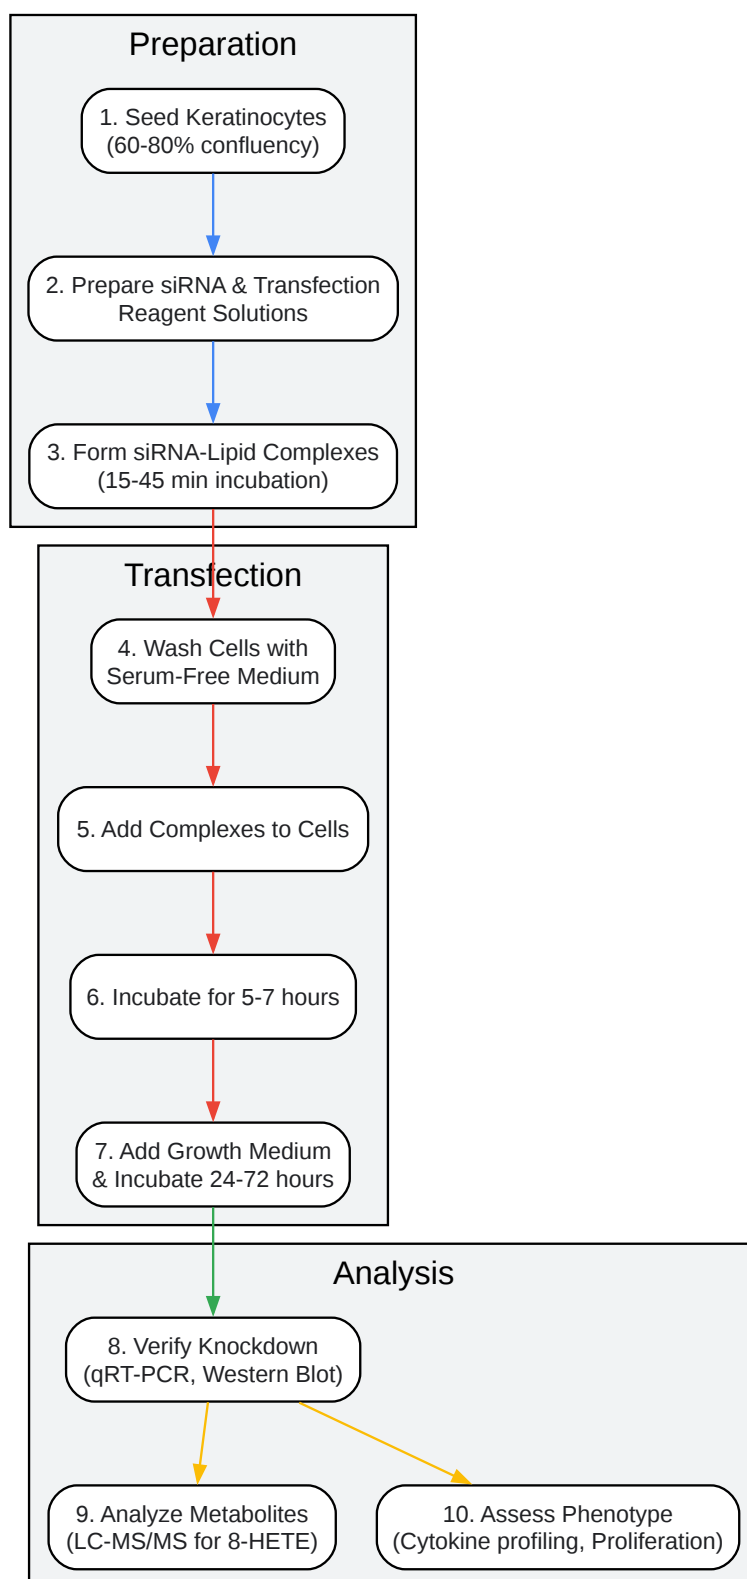 Preparation
1. Seed Keratinocytes
(60-80% confluency)
2. Prepare siRNA & Transfection
Reagent Solutions
3. Form siRNA-Lipid Complexes
(15-45 min incubation)
Transfection
4. Wash Cells with
Serum-Free Medium
5. Add Complexes to Cells
6. Incubate for 5-7 hours
7. Add Growth Medium
& Incubate 24-72 hours
Analysis
8. Verify Knockdown
(qRT-PCR, Western Blot)
9. Analyze Metabolites
(LC-MS/MS for 8-HETE)
10. Assess Phenotype
(Cytokine profiling, Proliferation)